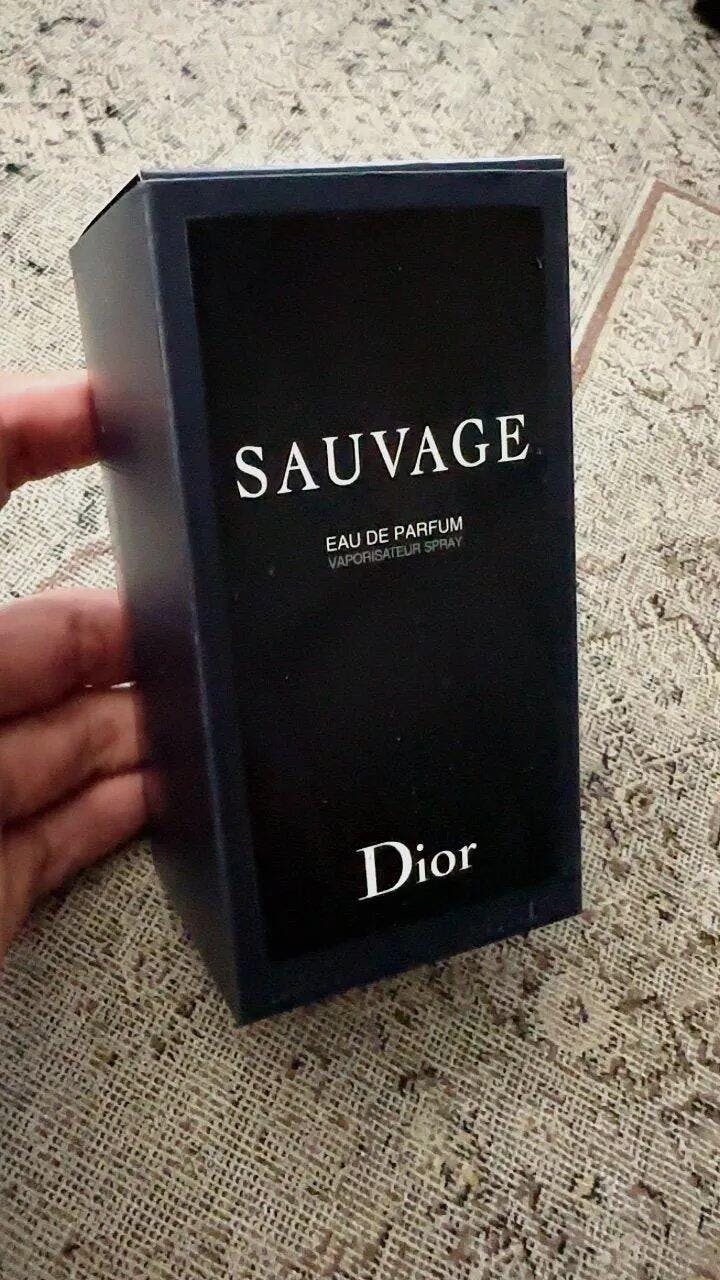 SAUVAGE
EAU DE PARFUM
VAPORISATEUR SPRAY
Dior